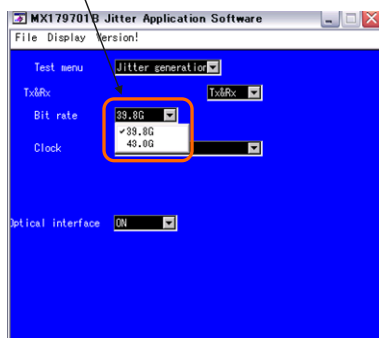 MX179701B Jitter Application Software
File Display Version!
Test menu Jitter generation
Tx&Rx Tx&Rx
Bit rate 39.8G
✓39.8G
43.0G
Clock
Optical interface ON